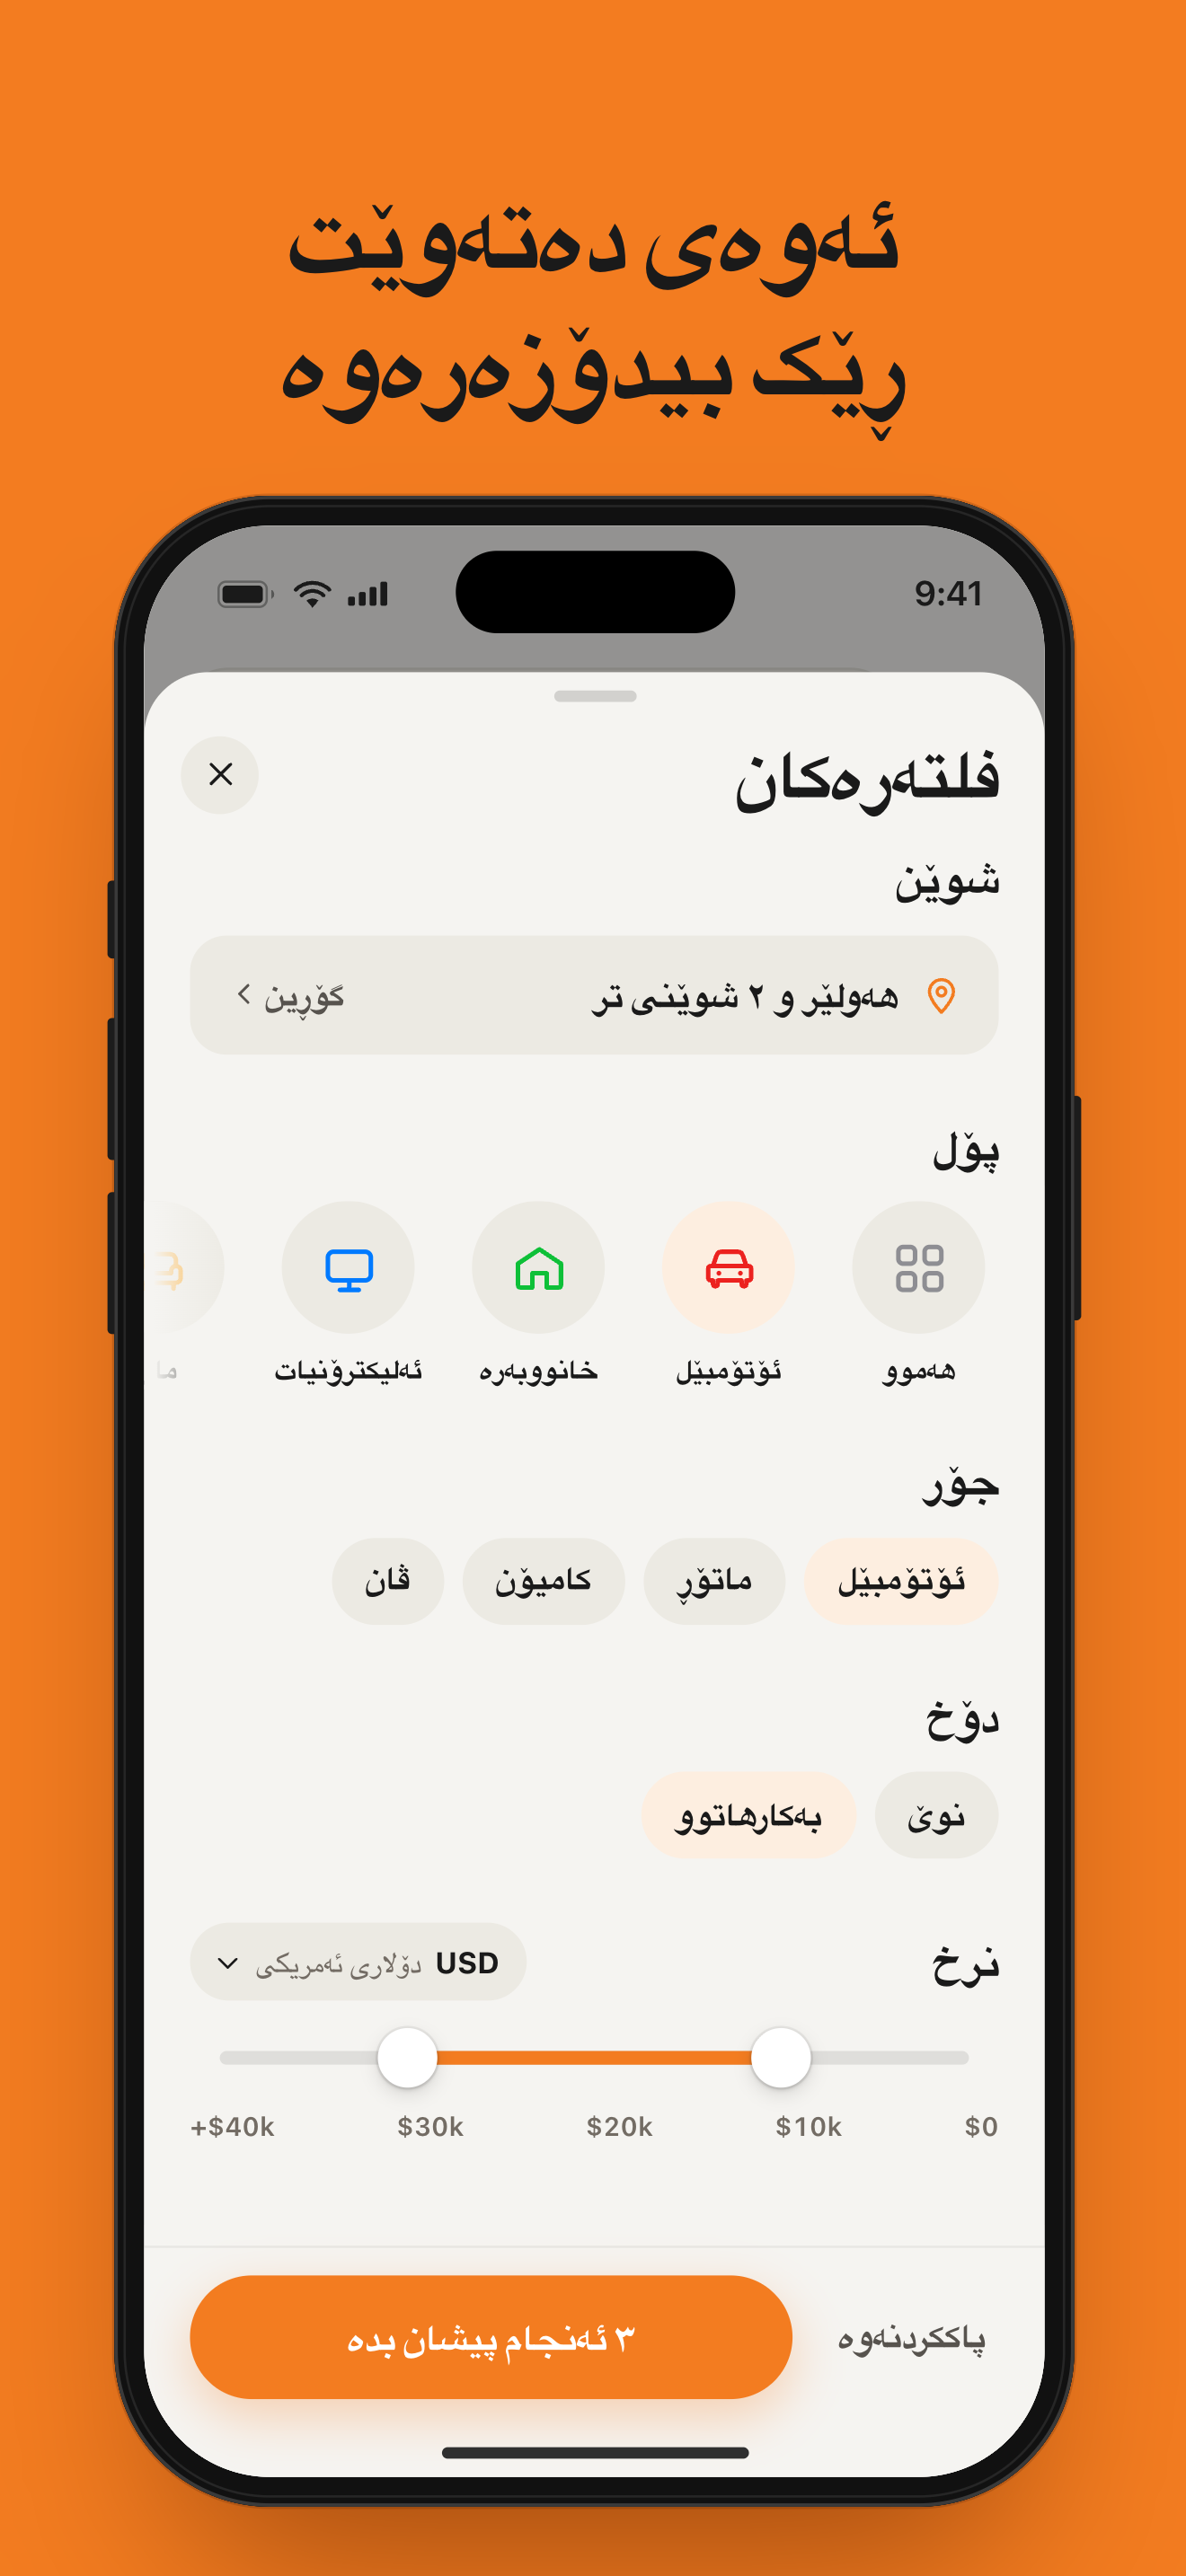 ئەوەی دەتەوێت
ڕێک بیدۆزەرەوە
9:41
فلتەرەکان
شوێن
هەولێر و ٢ شوێنی تر
گۆڕین
پۆل
هەموو
ئۆتۆمبێل
خانووبەرە
ئەلیکترۆنیات
ما
جۆر
ئۆتۆمبێل
ماتۆڕ
کامیۆن
ڤان
دۆخ
نوێ
بەکارهاتوو
نرخ
USD دۆلاری ئەمریکی
$0
$10k
$20k
$30k
+$40k
پاککردنەوە
٣ ئەنجام پیشان بدە